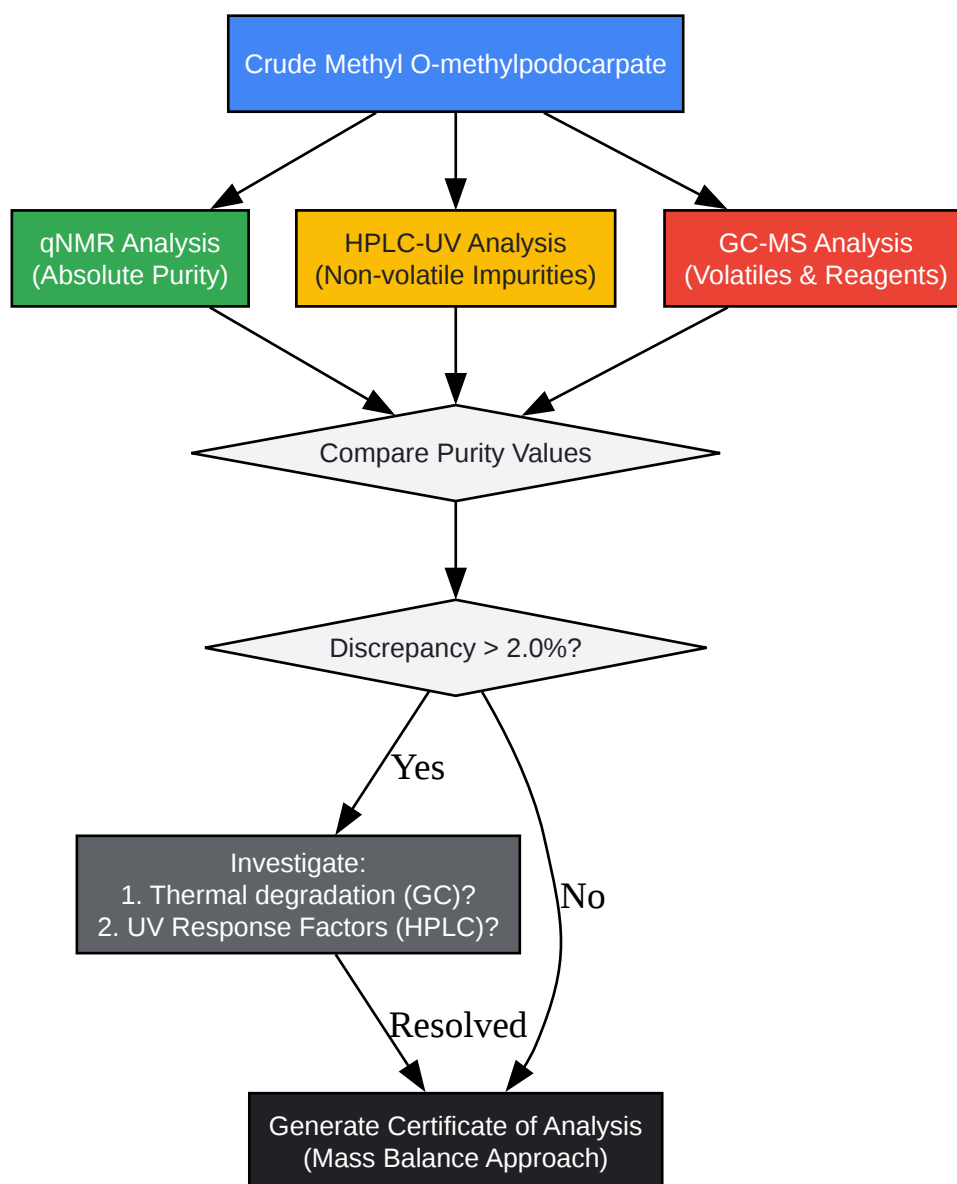 Crude Methyl O-methylpodocarpate
qNMR Analysis
(Absolute Purity)
HPLC-UV Analysis
(Non-volatile Impurities)
GC-MS Analysis
(Volatiles & Reagents)
Compare Purity Values
Discrepancy > 2.0%?
Yes
No
Investigate:
1. Thermal degradation (GC)?
2. UV Response Factors (HPLC)?
Resolved
Generate Certificate of Analysis
(Mass Balance Approach)